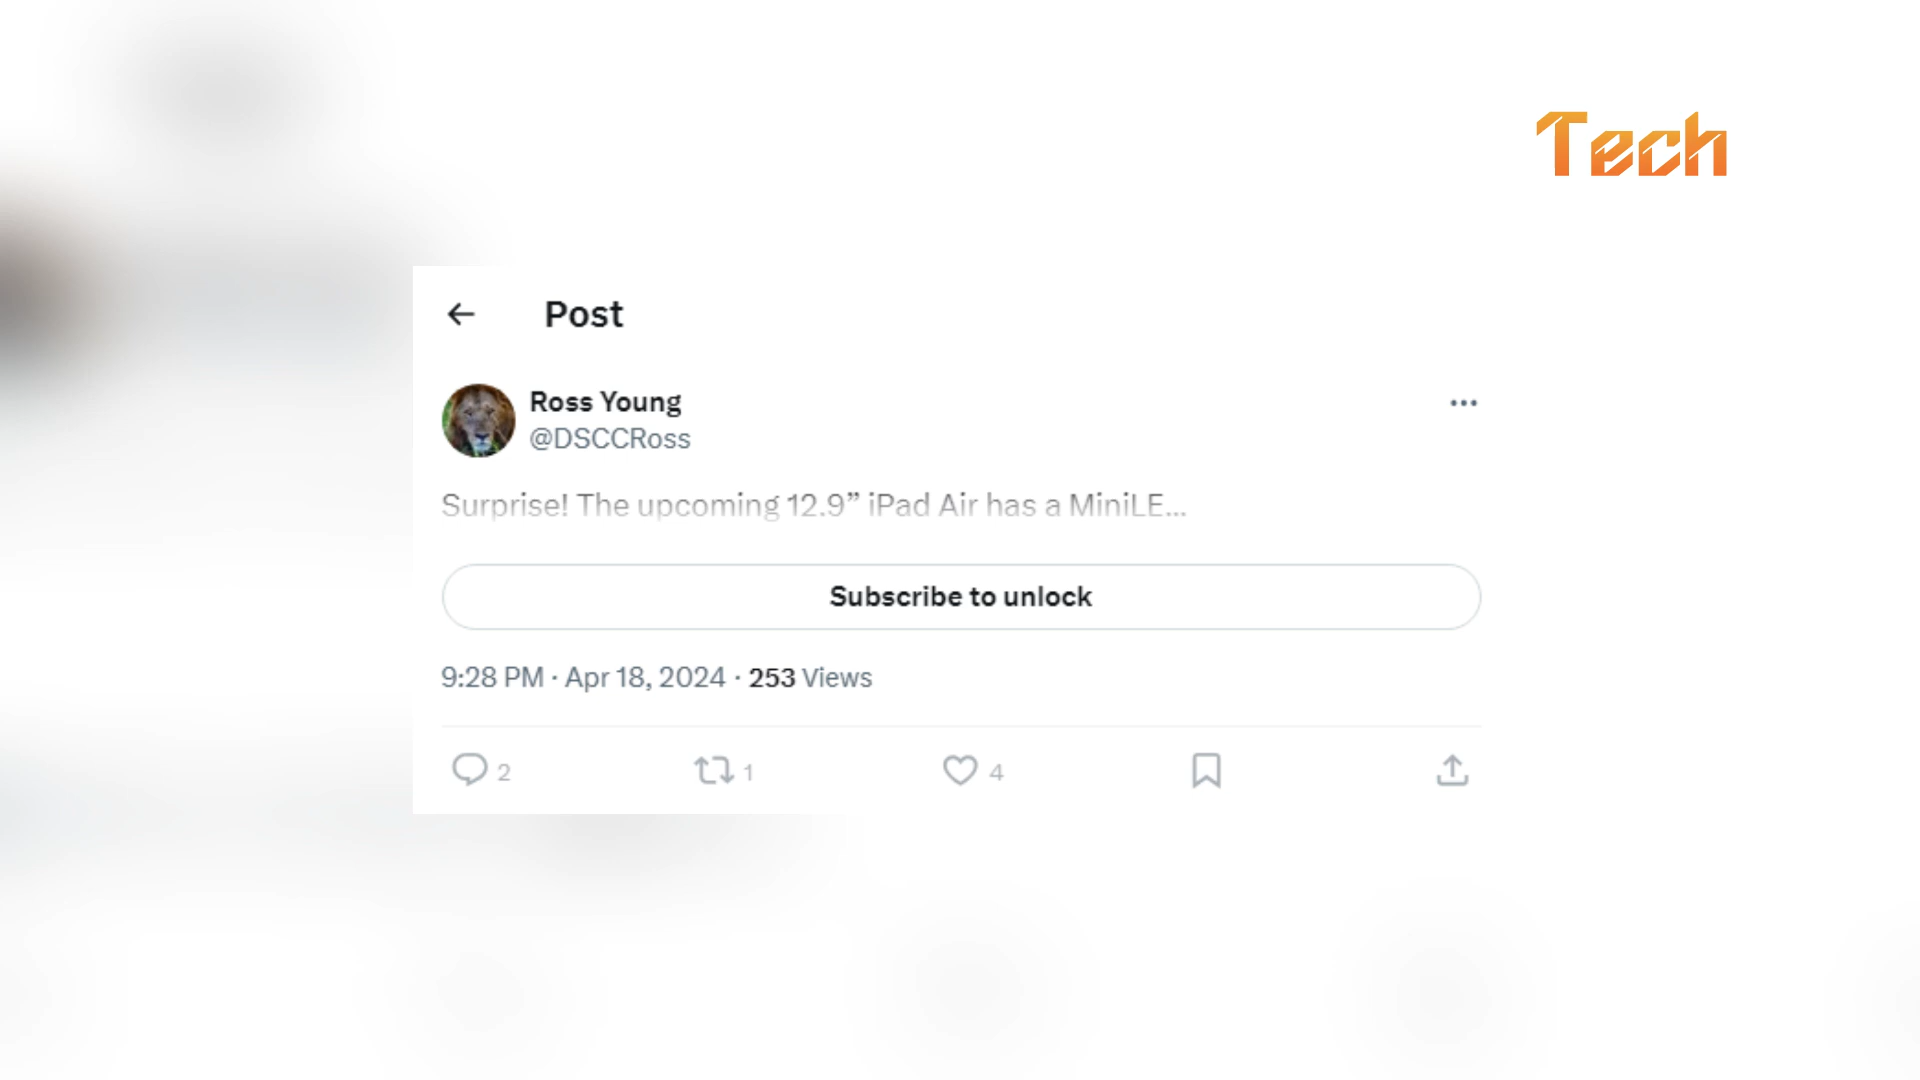 Tech
Post
Ross Young
@DSCCRoss
Surprise! The upcoming 12.9” iPad Air has a MiniLE...
Subscribe to unlock
9:28 PM · Apr 18, 2024 · 253 Views
2 1 4